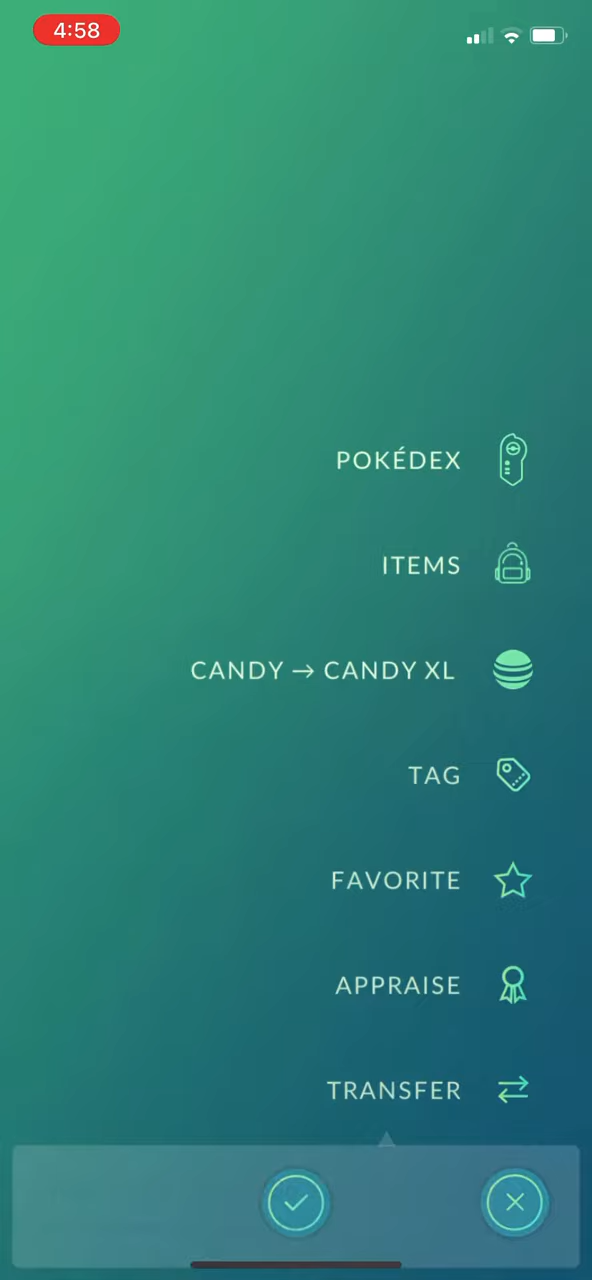 4:58
POKÉDEX
ITEMS
CANDY → CANDY XL
TAG
FAVORITE
APPRAISE
TRANSFER